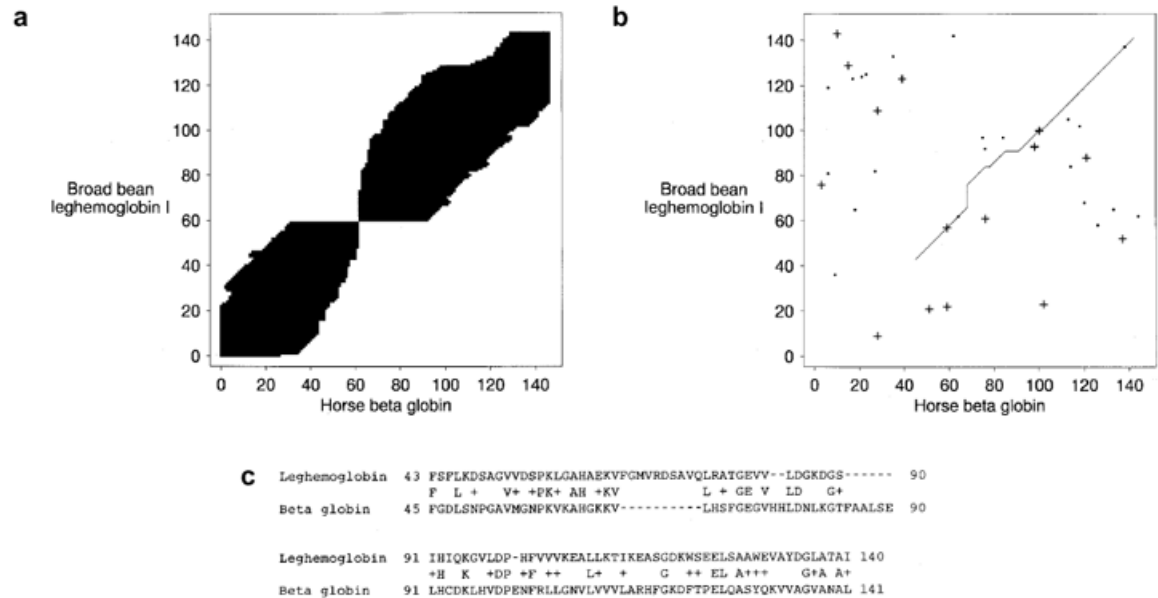 a
140
120
100
80
60
40
20
0
Broad bean
leghemoglobin I
0 20 40 60 80 100 120 140
Horse beta globin
b
140
120
100
80
60
40
20
0
Broad bean
leghemoglobin I
0 20 40 60 80 100 120 140
Horse beta globin
c
Leghemoglobin 43 FSFLKDSAGVVDSPKLGAHAEKVFGMVRDSAVQLRATGEVV--LDGKDGS------ 90
F L + V+ +PK+ AH +KV L + GE V LD G+
Beta globin 45 FGDLSNPGAVMGNPKVKAHGKKV----------LHSFGEGVHHLDNLKGTFAALSE 90
Leghemoglobin 91 IHIQKGVLDP-HFVVVKEALLKTIKEASGDKWSEELSAAWEVAYDGLATAI 140
+H K +DP +F ++ L+ + G ++ EL A+++ G+A A+
Beta globin 91 LHCDKLHVDPENFRLLGNVLVVVLARHFGKDFTPELQASYQKVVAGVANAL 141